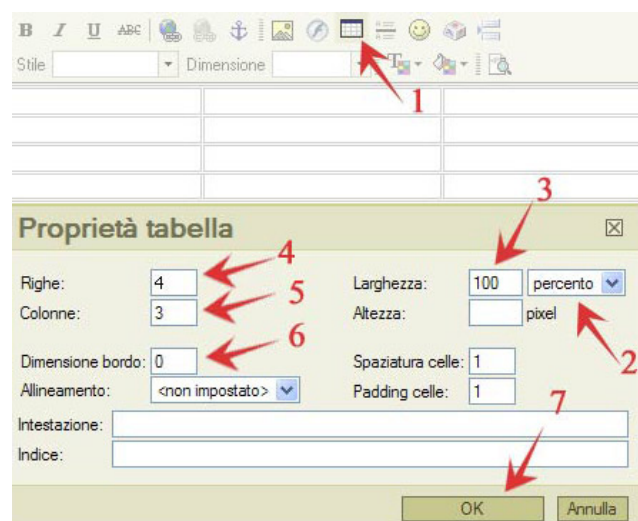 B I U ABC
Stile Dimensione T
1
3
Proprietà tabella
4
Righe: 4 Larghezza: 100 percento
5
Colonne: 3 Altezza: pixel
6
2
Dimensione bordo: 0 Spaziatura celle: 1
Allineamento: <non impostato> Padding celle: 1
7
Intestazione:
Indice:
OK Annulla